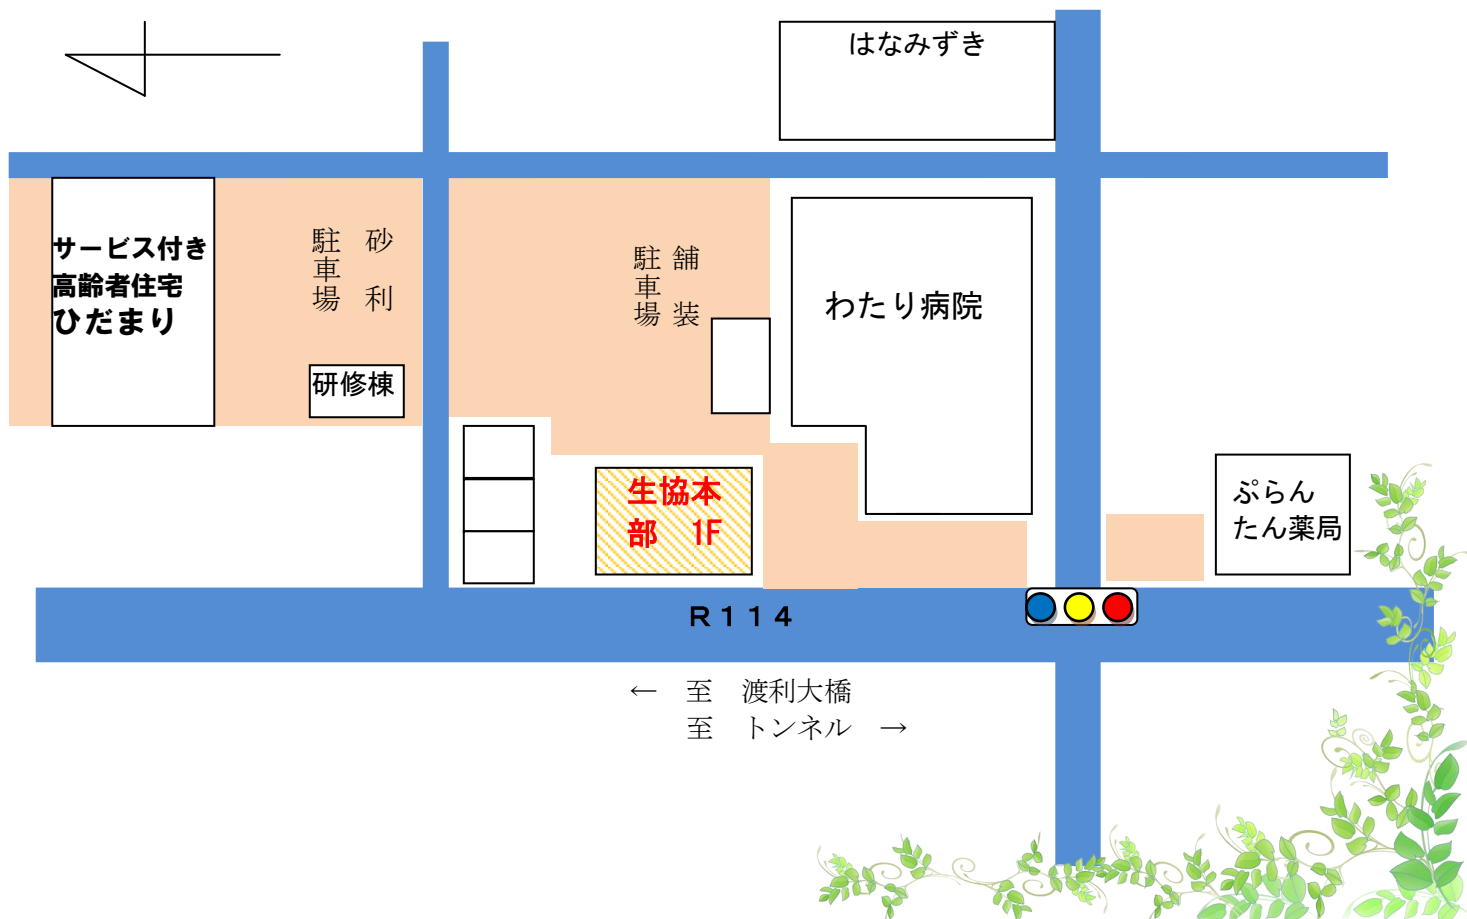 はなみずき
サービス付き
高齢者住宅
ひだまり
砂利
駐車場
研修棟
舗装
駐車場
わたり病院
生協本
部　1F
ぷらん
たん薬局
Ｒ１１４
←　至　渡利大橋
至　トンネル　→